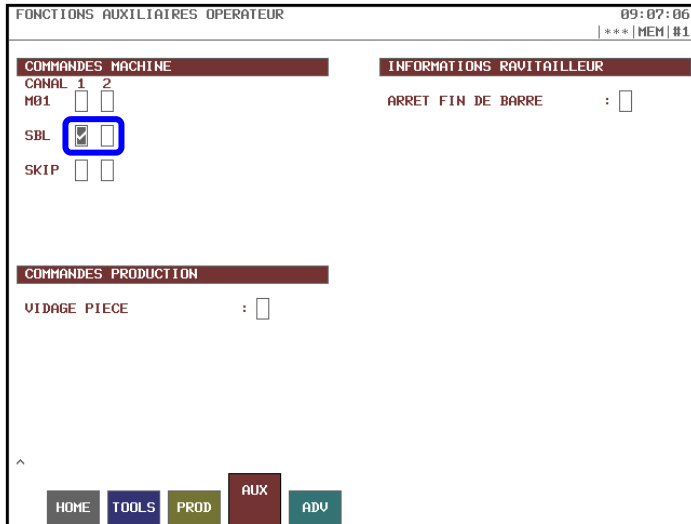 FONCTIONS AUXILIAIRES OPERATEUR
09:07:06
|***|MEM|#1
COMMANDES MACHINE
CANAL 1 2
M01
SBL
SKIP
INFORMATIONS RAVITAILLEUR
ARRET FIN DE BARRE :
COMMANDES PRODUCTION
VIDAGE PIECE :
^
HOME TOOLS PROD AUX ADV